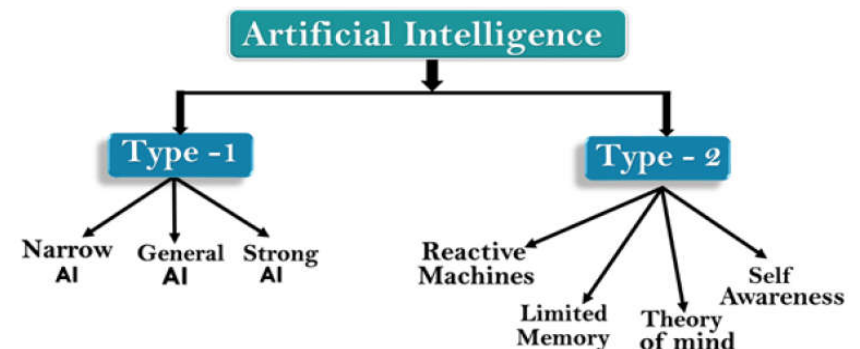 Artificial Intelligence
Type -1
Type - 2
Narrow
AI
General
AI
Strong
AI
Reactive
Machines
Limited
Memory
Theory
of mind
Self
Awareness